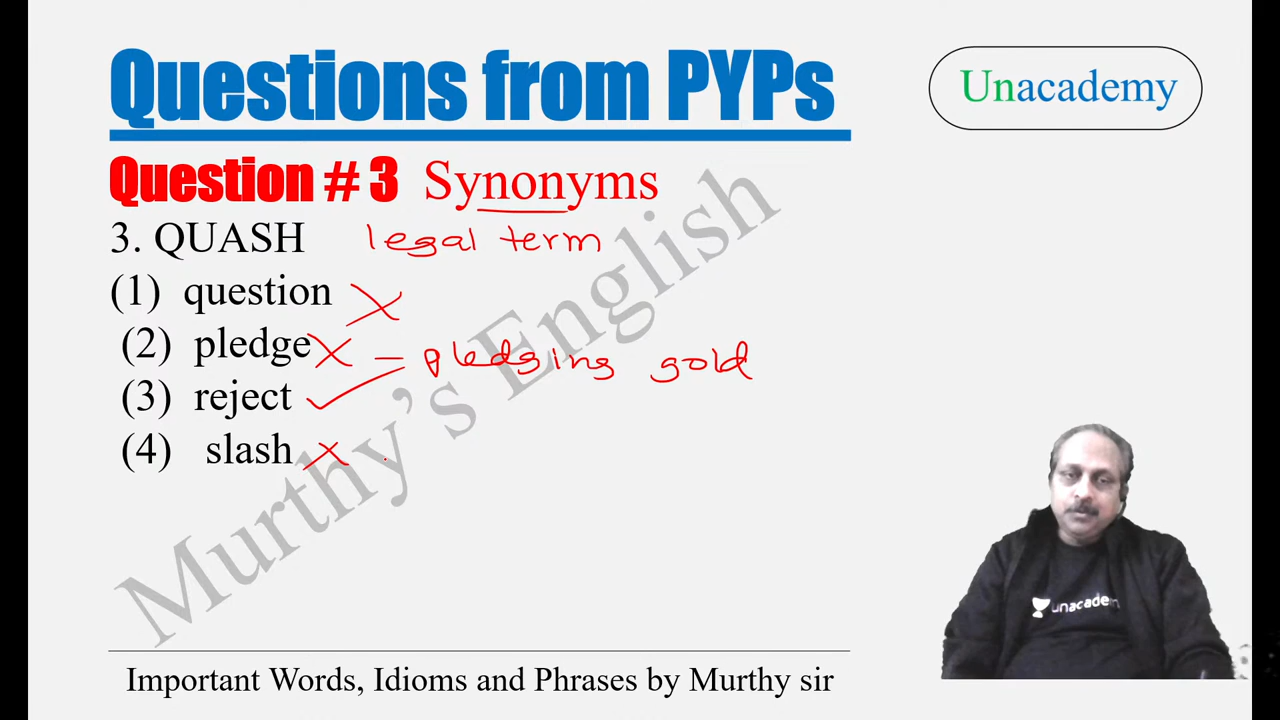 Questions from PYPs
Unacademy
Question # 3 Synonyms
3. QUASH legal term
(1) question
(2) pledge – pledging gold
(3) reject
(4) slash
Murthy's English
unacademy
Important Words, Idioms and Phrases by Murthy sir